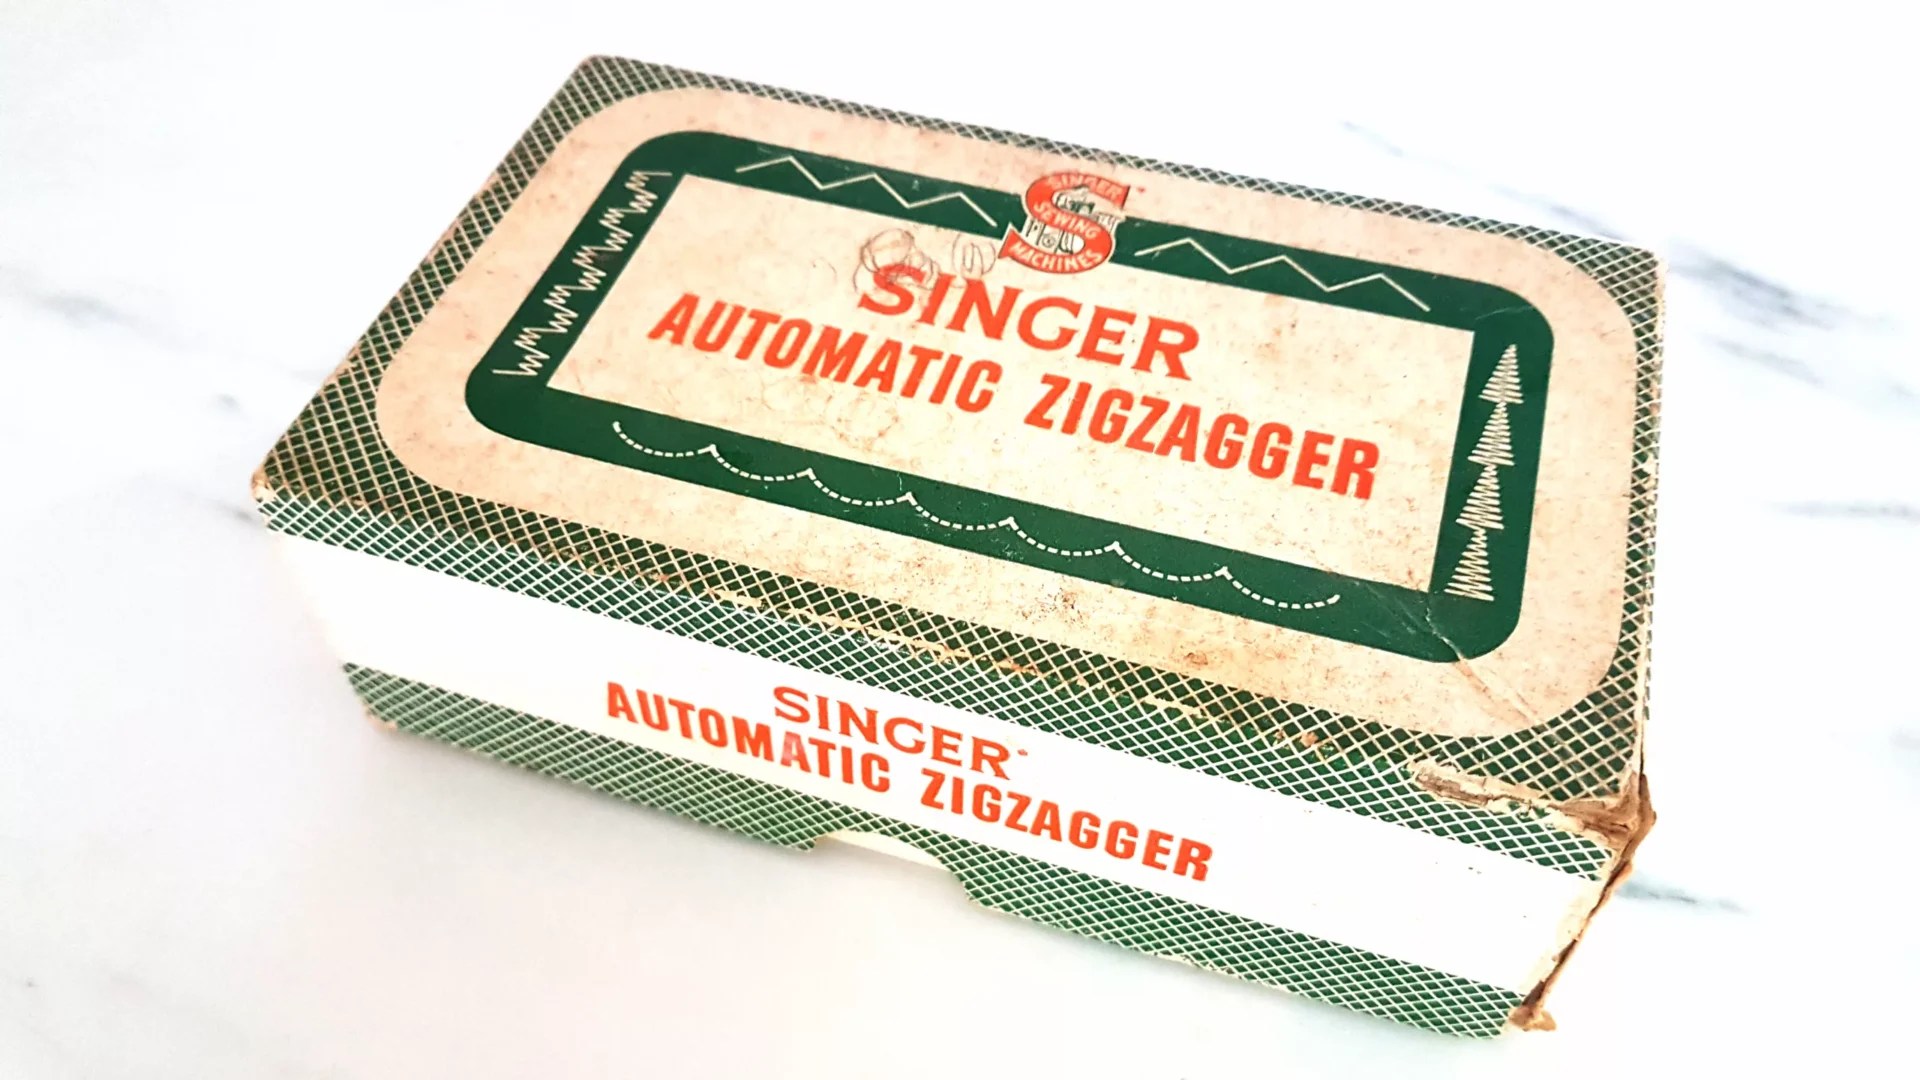 SINGER
SEWING
MACHINES
SINGER
AUTOMATIC ZIGZAGGER
SINGER
AUTOMATIC ZIGZAGGER